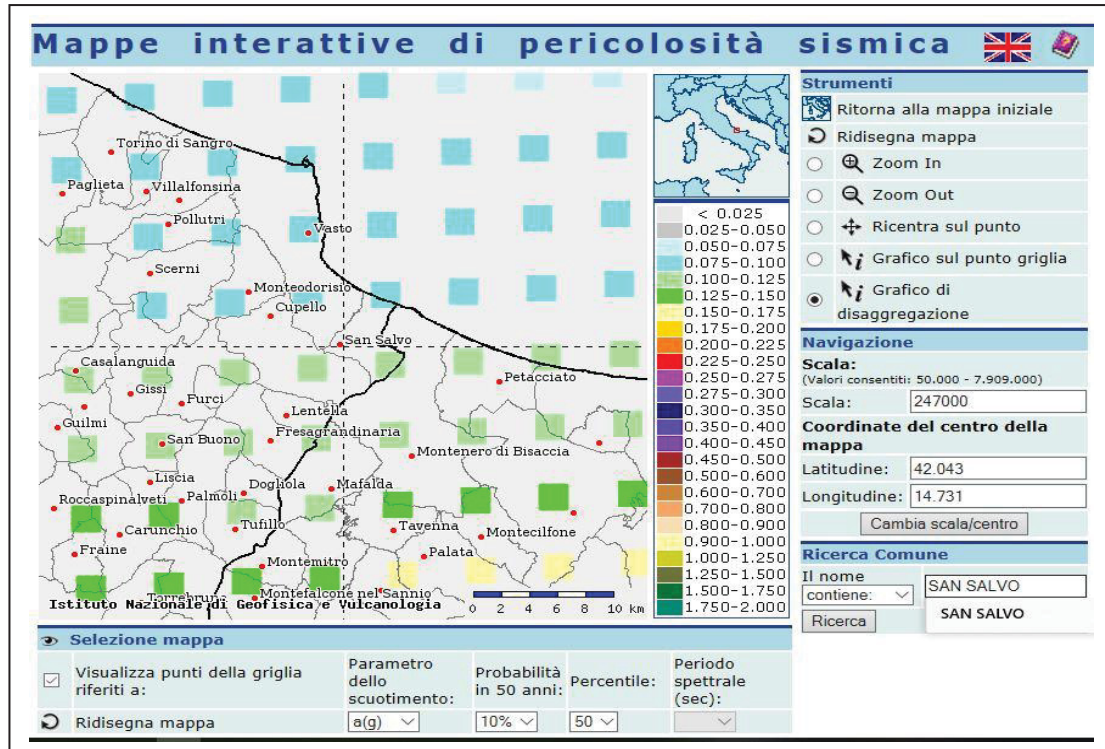 Mappe interattive di pericolosità sismica
Torino di Sangro
Paglieta
Villalfonsina
Pollutri
Vasto
Scerni
Monteodorisio
Cupello
San Salvo
Casalanguida
Petacciato
Gissi
Furci
Guilmi
Lentella
Fresagrandinaria
San Buono
Montenero di Bisaccia
Liscia
Dogliola
Mafalda
Roccaspinalveti
Palmoli
Carunchio
Tufillo
Tavenna
Montecilfone
Fraine
Palata
Montemitro
Torrebruna
Montefalcone nel Sannio
Istituto Nazionale di Geofisica e Vulcanologia
0 2 4 6 8 10 km
< 0.025
0.025-0.050
0.050-0.075
0.075-0.100
0.100-0.125
0.125-0.150
0.150-0.175
0.175-0.200
0.200-0.225
0.225-0.250
0.250-0.275
0.275-0.300
0.300-0.350
0.350-0.400
0.400-0.450
0.450-0.500
0.500-0.600
0.600-0.700
0.700-0.800
0.800-0.900
0.900-1.000
1.000-1.250
1.250-1.500
1.500-1.750
1.750-2.000
Strumenti
Ritorna alla mappa iniziale
Ridisegna mappa
Zoom In
Zoom Out
Ricentra sul punto
i Grafico sul punto griglia
i Grafico di
disaggregazione
Navigazione
Scala:
(Valori consentiti: 50.000 - 7.909.000)
Scala: 247000
Coordinate del centro della
mappa
Latitudine: 42.043
Longitudine: 14.731
Cambia scala/centro
Ricerca Comune
Il nome
contiene: SAN SALVO
Ricerca
SAN SALVO
Selezione mappa
Visualizza punti della griglia
riferiti a:
Parametro
dello
scuotimento:
Probabilità
in 50 anni:
Percentile:
Periodo
spettrale
(sec):
Ridisegna mappa
a(g)
10%
50